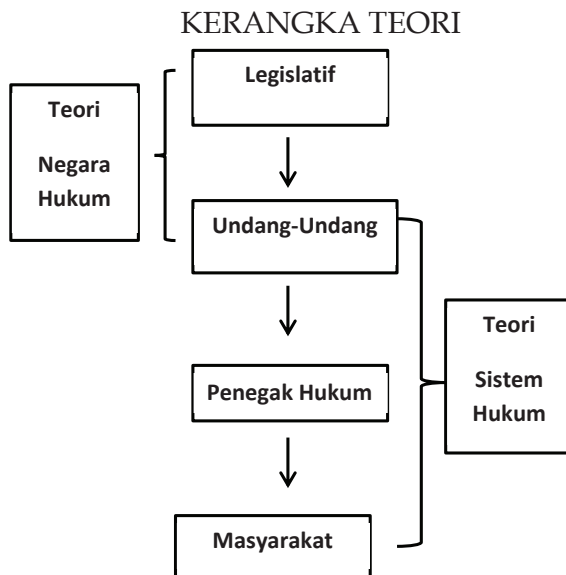 KERANGKA TEORI
Legislatif
Teori
Negara
Hukum
Undang-Undang
Teori
Sistem
Hukum
Penegak Hukum
Masyarakat